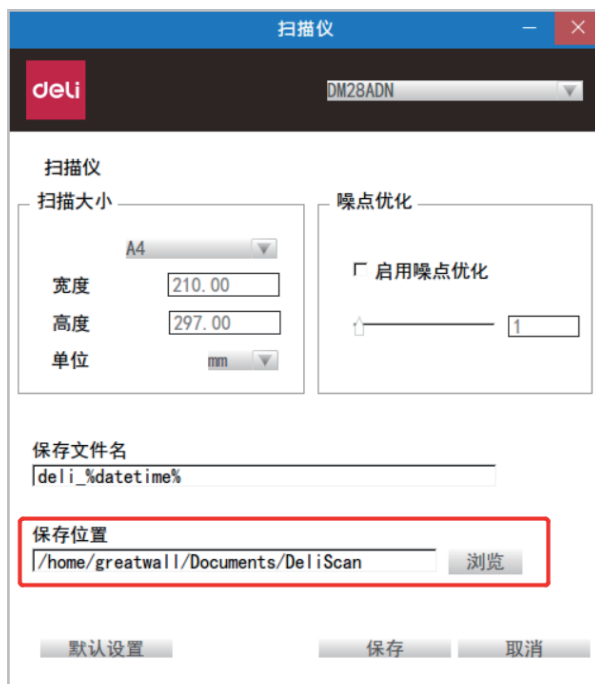 扫描仪
deli
DM28ADN
扫描仪
扫描大小
A4
宽度 210.00
高度 297.00
单位 mm
噪点优化
启用噪点优化
1
保存文件名
deli_%datetime%
保存位置
/home/greatwall/Documents/DeliScan 浏览
默认设置 保存 取消